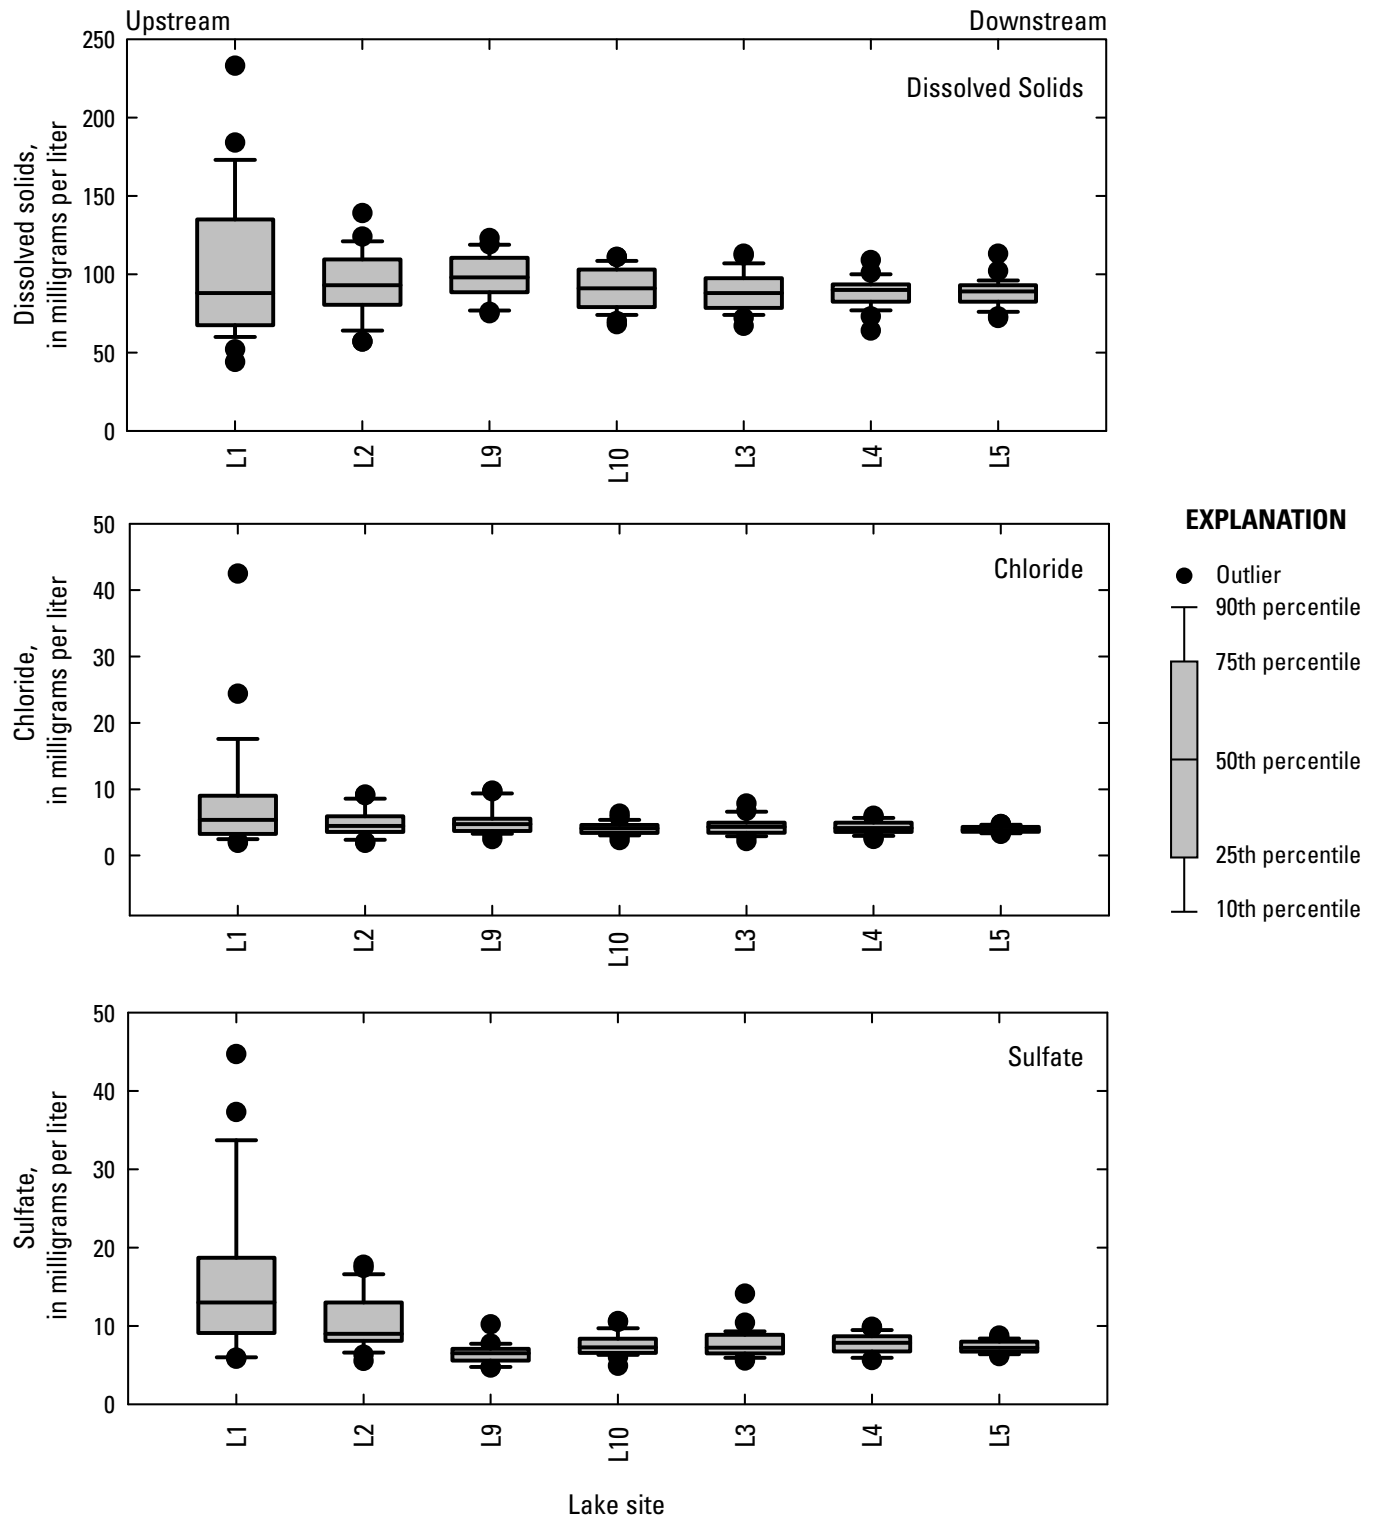 Upstream
Downstream
Dissolved Solids
Dissolved solids,
in milligrams per liter
250
200
150
100
50
0
L1
L2
L9
L10
L3
L4
L5
Chloride
Chloride,
in milligrams per liter
50
40
30
20
10
0
L1
L2
L9
L10
L3
L4
L5
EXPLANATION
Outlier
90th percentile
75th percentile
50th percentile
25th percentile
10th percentile
Sulfate
Sulfate,
in milligrams per liter
50
40
30
20
10
0
L1
L2
L9
L10
L3
L4
L5
Lake site